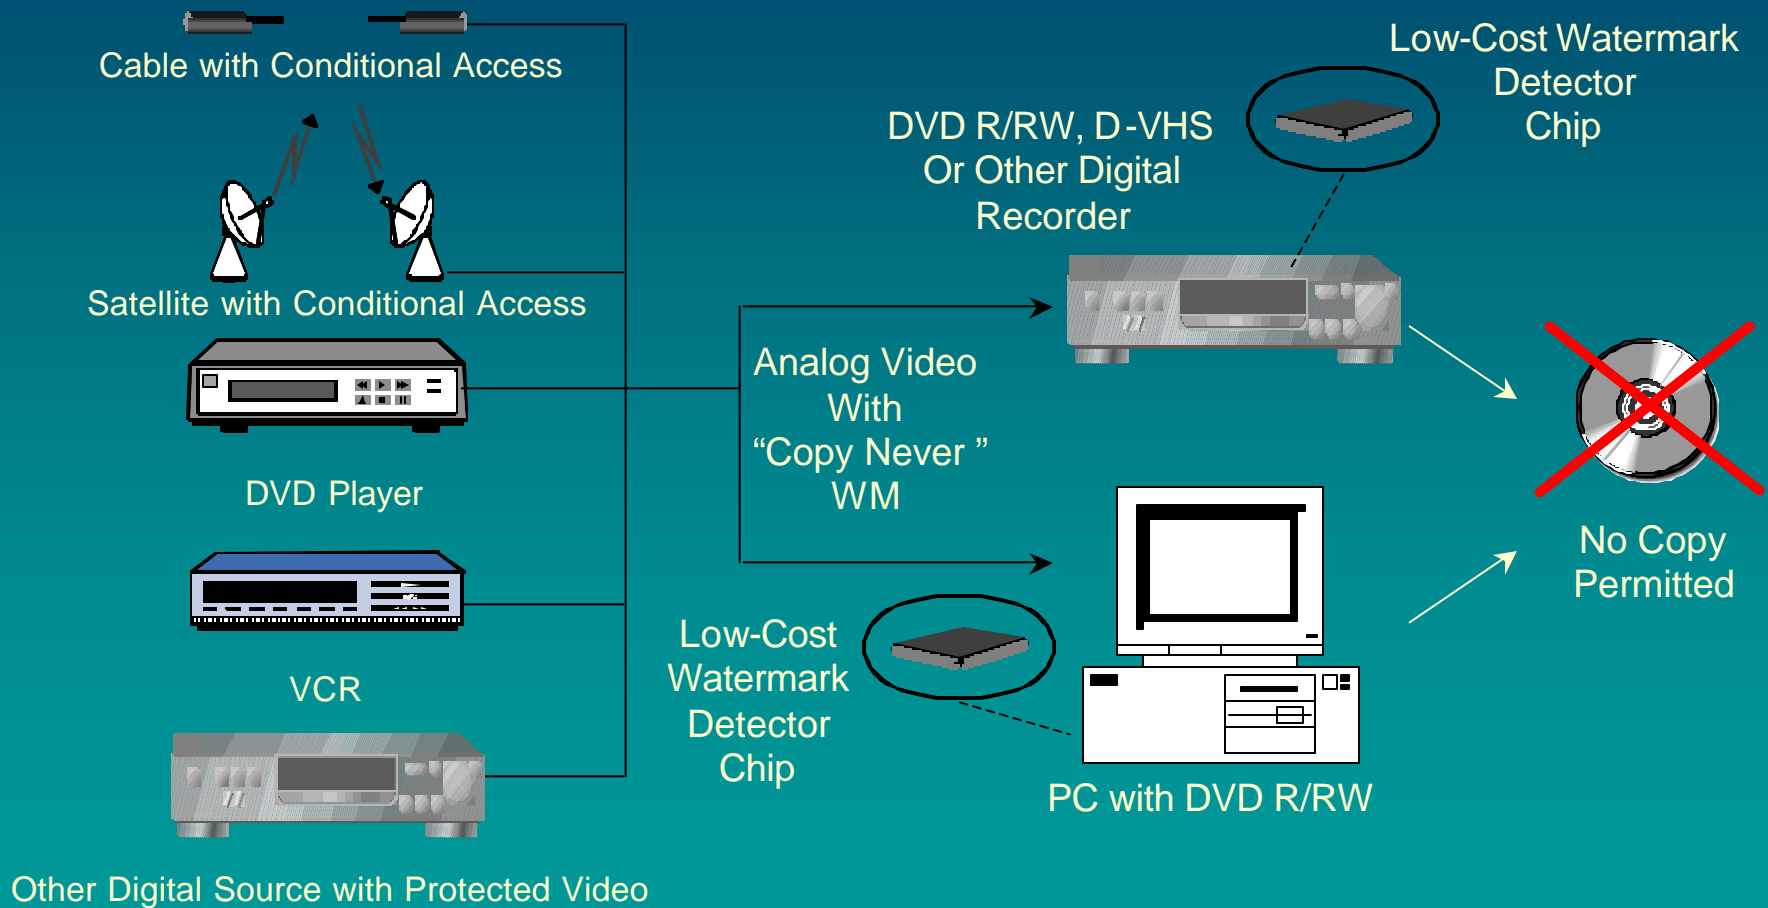 Cable with Conditional Access
Satellite with Conditional Access
DVD Player
VCR
Other Digital Source with Protected Video
Analog Video
With
“Copy Never ”
WM
DVD R/RW, D-VHS
Or Other Digital
Recorder
Low-Cost Watermark
Detector
Chip
Low-Cost
Watermark
Detector
Chip
PC with DVD R/RW
No Copy
Permitted